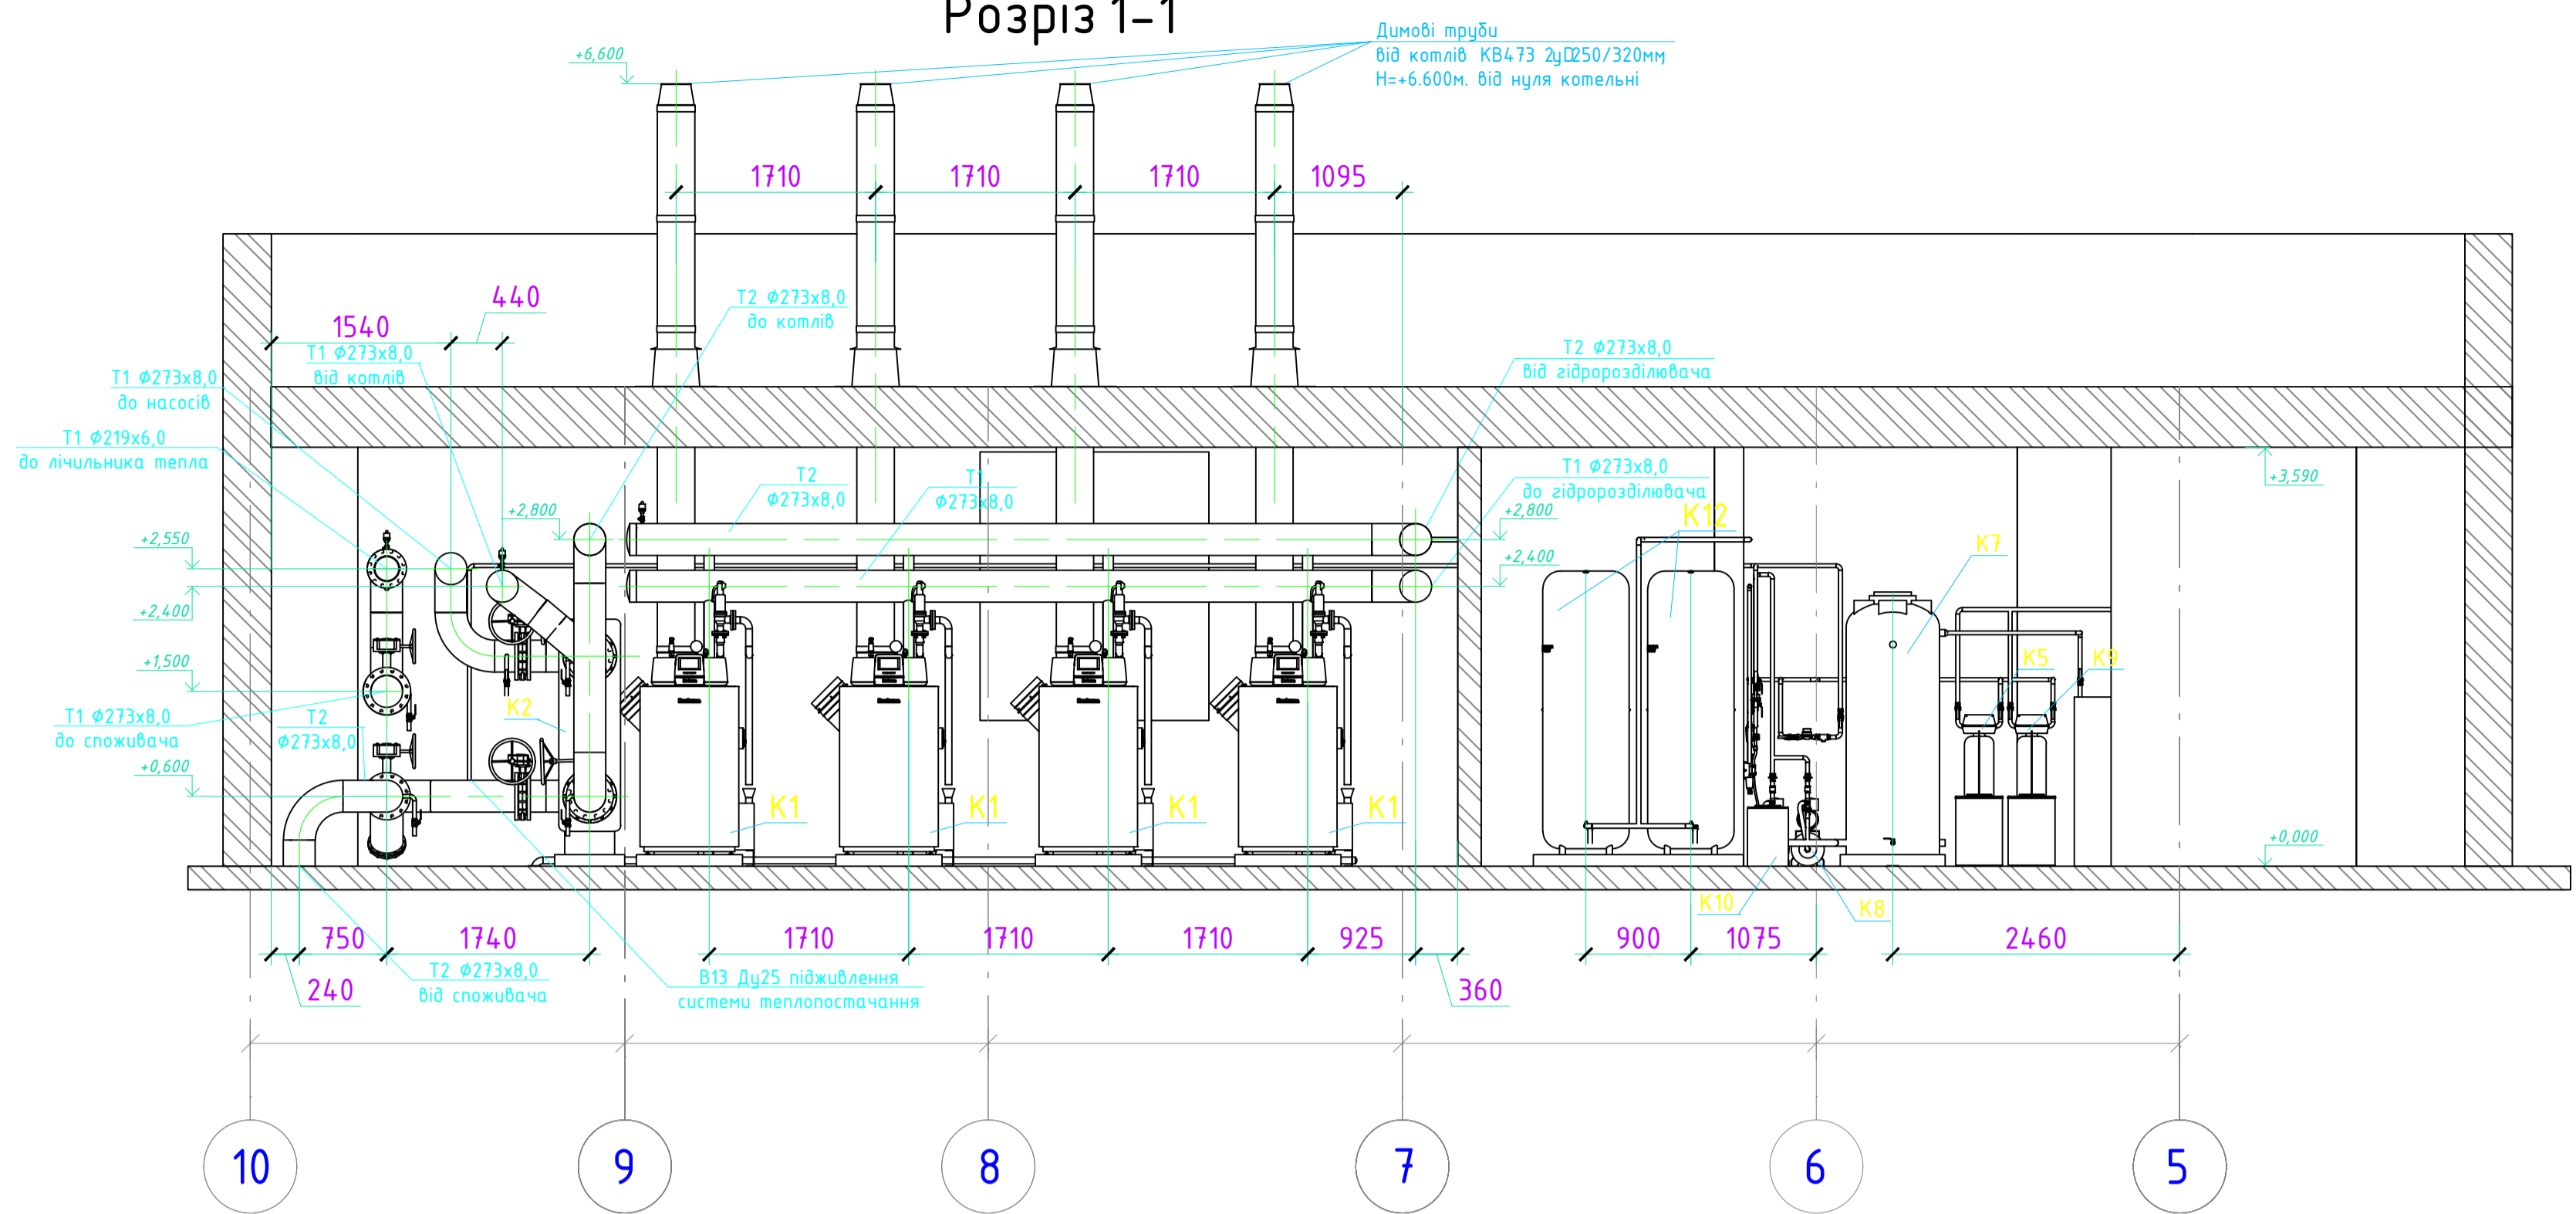 Розріз 1-1
Димові труби
від котлів КВ473 2уD250/320мм
Н=+6.600м. від нуля котельні
+6,600
1710
1710
1710
1095
440
1540
Т2 Ф273х8,0
до котлів
Т1 Ф273х8,0
від котлів
Т1 Ф273х8,0
до насосів
Т1 Ф219х6,0
до лічильника тепла
Т2 Ф273х8,0
від гідророзділювача
Т1 Ф273х8,0
до гідророзділювача
Т2
Ф273х8,0
Т1
Ф273х8,0
+3,590
+2,800
+2,800
+2,550
+2,400
+2,400
+1,500
+0,600
+0,000
К12
К7
К5
К9
К2
Т1 Ф273х8,0
до споживача
Т2
Ф273х8,0
К1
К1
К1
К1
К10
К8
750
1740
1710
1710
1710
925
900
1075
2460
240
360
Т2 Ф273х8,0
від споживача
В13 Ду25 підживлення
системи теплопостачання
10
9
8
7
6
5